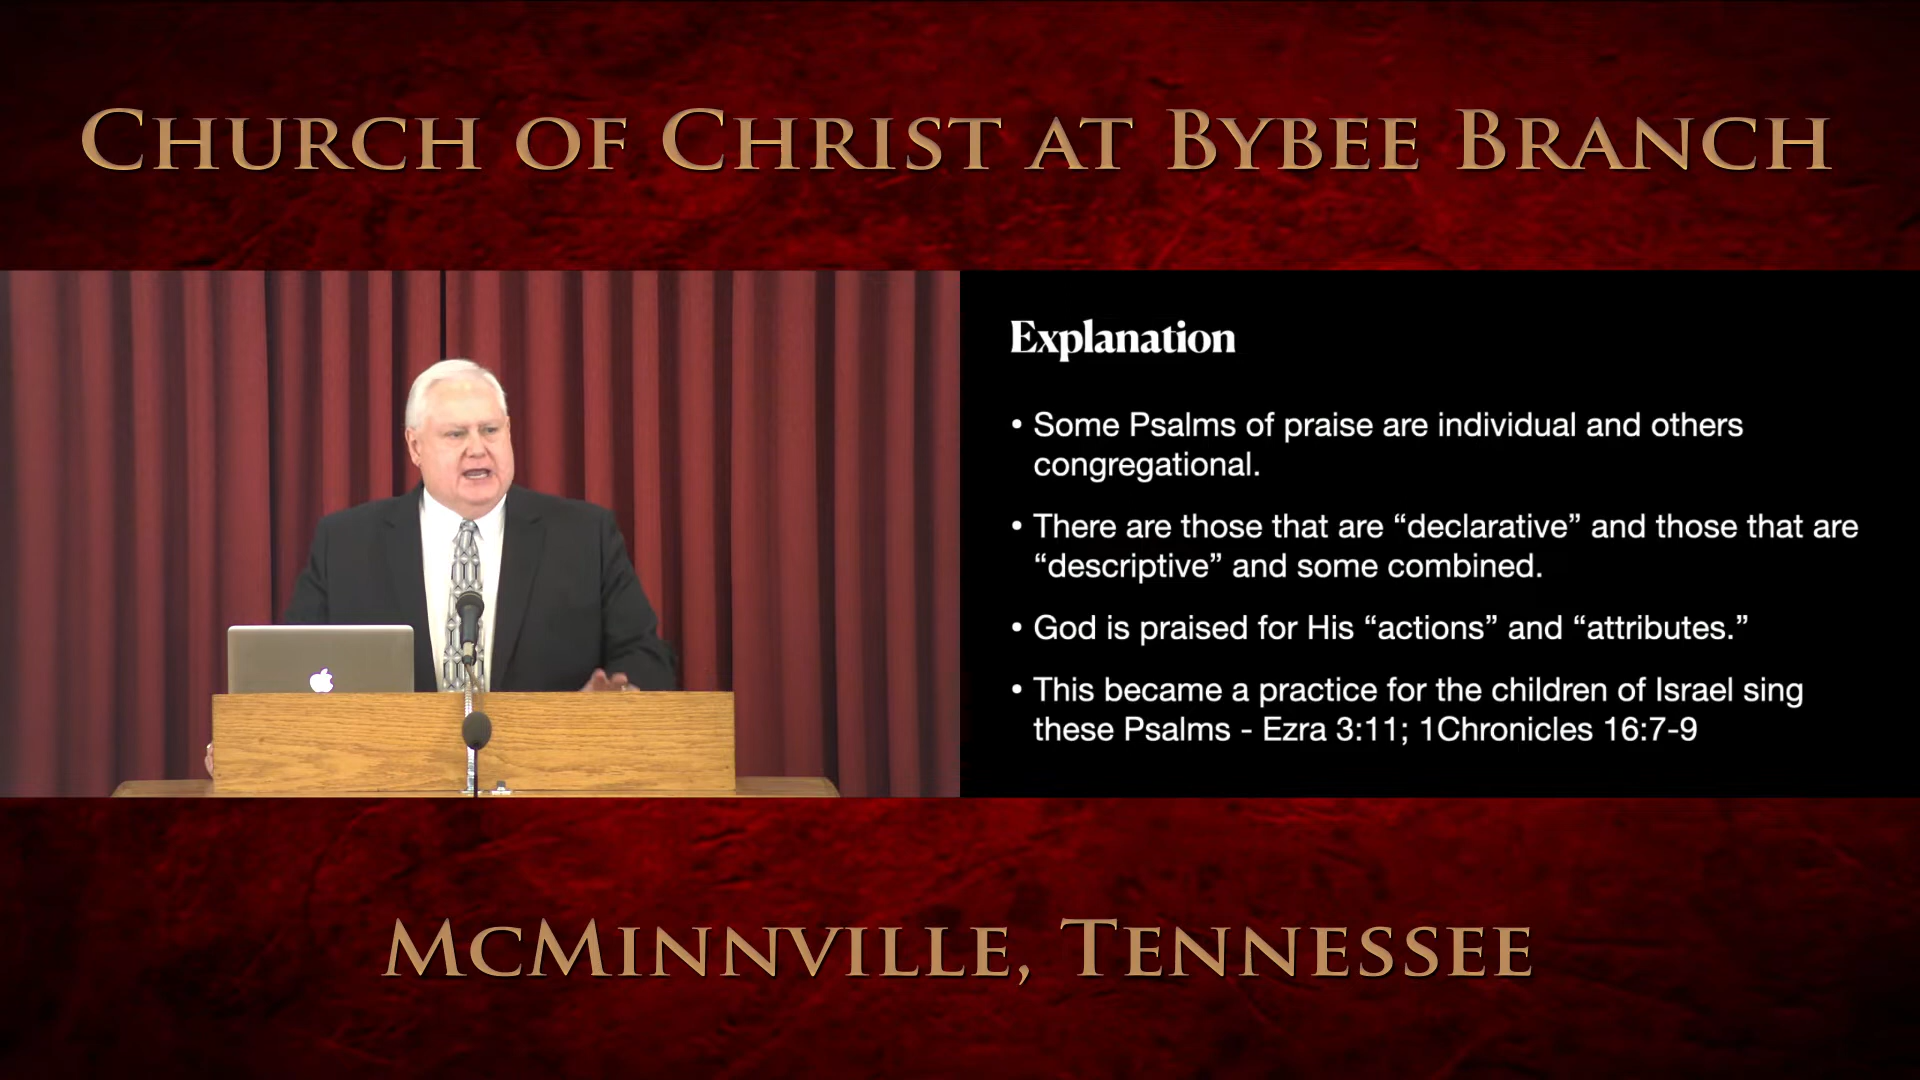 CHURCH OF CHRIST AT BYBEE BRANCH
Explanation
• Some Psalms of praise are individual and others
congregational.
• There are those that are “declarative” and those that are
“descriptive” and some combined.
• God is praised for His “actions” and “attributes.”
• This became a practice for the children of Israel sing
these Psalms - Ezra 3:11; 1Chronicles 16:7-9
MCMINNVILLE, TENNESSEE